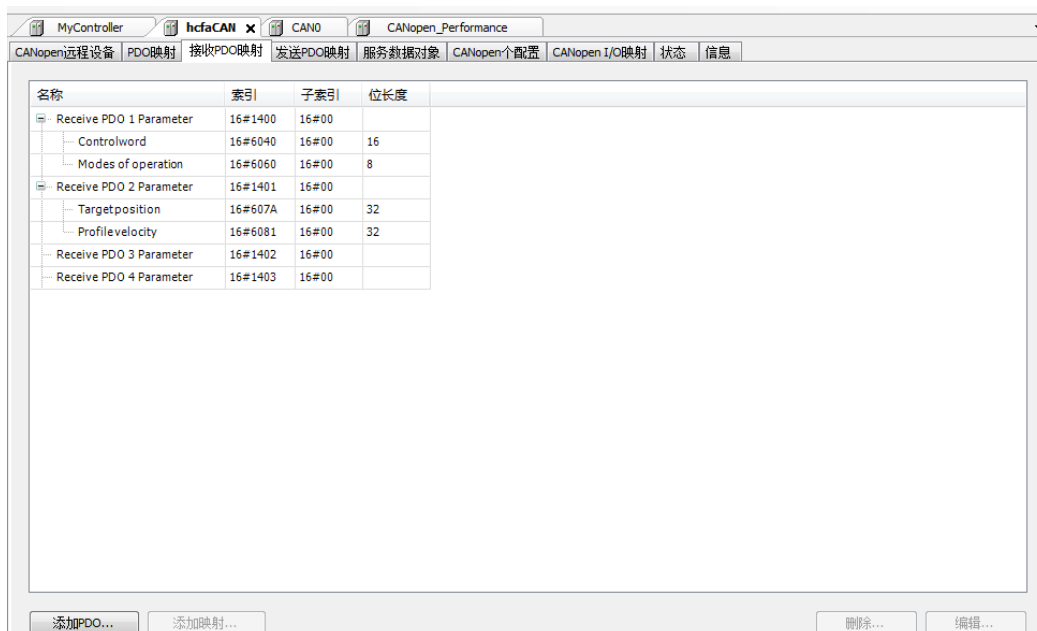 MyController hcfaCAN x CAN0 CANopen_Performance
CANopen远程设备 PDO映射 接收PDO映射 发送PDO映射 服务数据对象 CANopen个配置 CANopen I/O映射 状态 信息
名称 索引 子索引 位长度
Receive PDO 1 Parameter 16#1400 16#00
Controlword 16#6040 16#00 16
Modes of operation 16#6060 16#00 8
Receive PDO 2 Parameter 16#1401 16#00
Targetposition 16#607A 16#00 32
Profilevelocity 16#6081 16#00 32
Receive PDO 3 Parameter 16#1402 16#00
Receive PDO 4 Parameter 16#1403 16#00
添加PDO... 添加映射... 删除... 编辑...